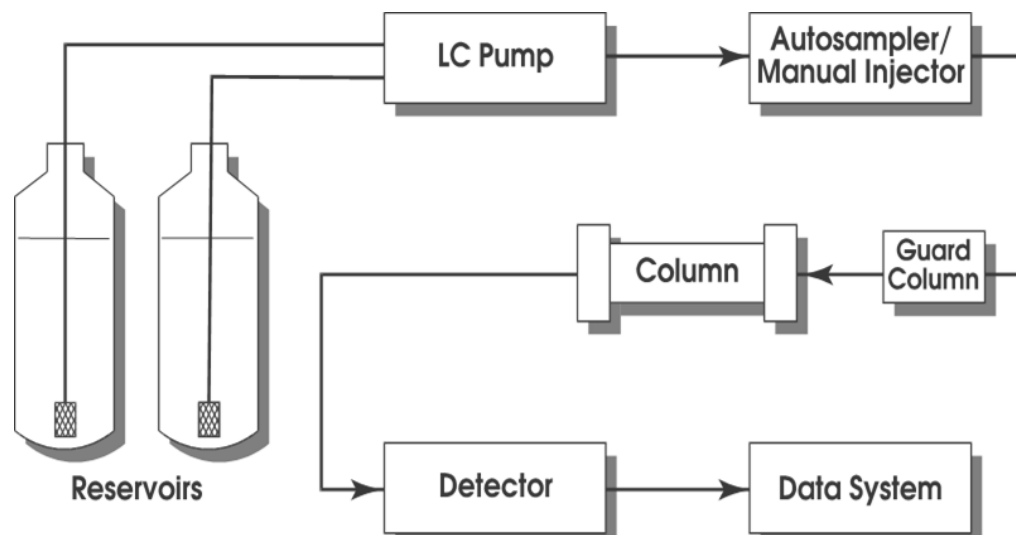 LC Pump
Autosampler/
Manual Injector
Guard
Column
Column
Reservoirs
Detector
Data System